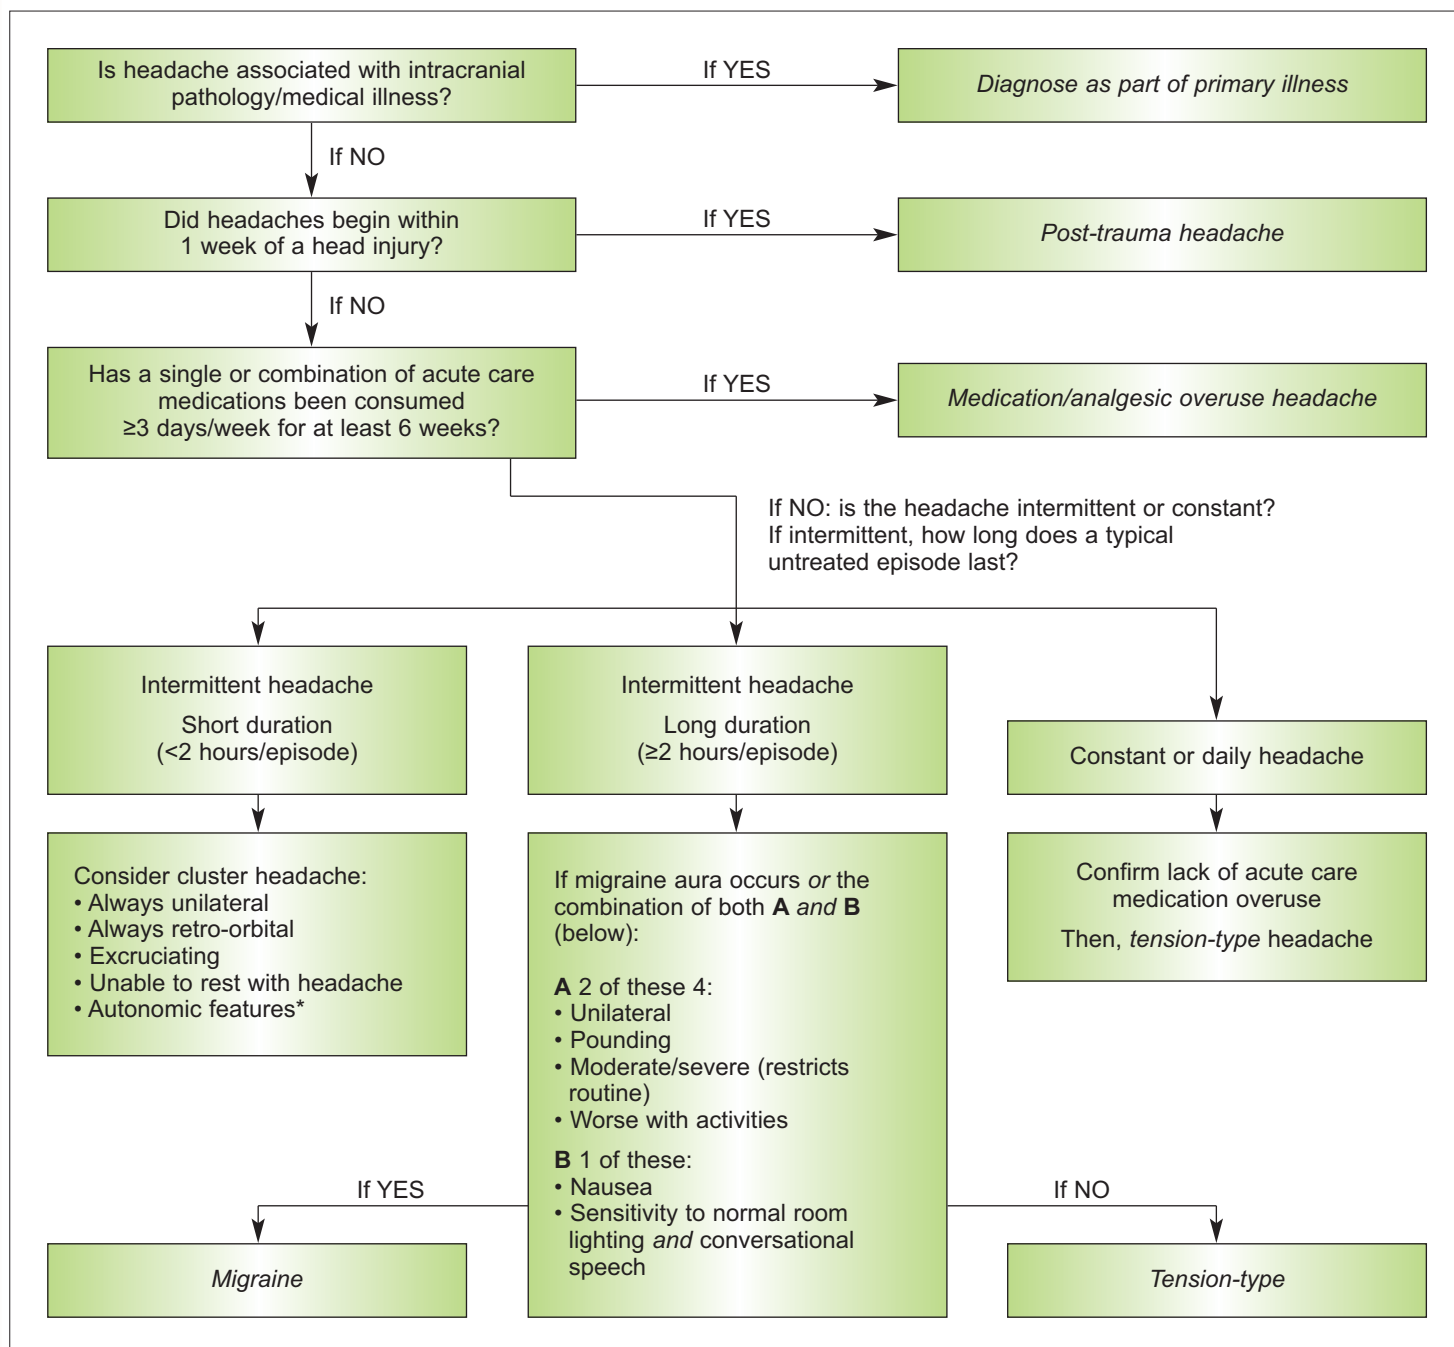 Is headache associated with intracranial
pathology/medical illness?
If YES
Diagnose as part of primary illness
If NO
Did headaches begin within
1 week of a head injury?
If YES
Post-trauma headache
If NO
Has a single or combination of acute care
medications been consumed
≥3 days/week for at least 6 weeks?
If YES
Medication/analgesic overuse headache
If NO: is the headache intermittent or constant?
If intermittent, how long does a typical
untreated episode last?
Intermittent headache
Short duration
(<2 hours/episode)
Intermittent headache
Long duration
(≥2 hours/episode)
Constant or daily headache
Consider cluster headache:
• Always unilateral
• Always retro-orbital
• Excruciating
• Unable to rest with headache
• Autonomic features*
If migraine aura occurs or the
combination of both A and B
(below):
A 2 of these 4:
• Unilateral
• Pounding
• Moderate/severe (restricts
routine)
• Worse with activities
B 1 of these:
• Nausea
• Sensitivity to normal room
lighting and conversational
speech
Confirm lack of acute care
medication overuse
Then, tension-type headache
If YES
Migraine
If NO
Tension-type